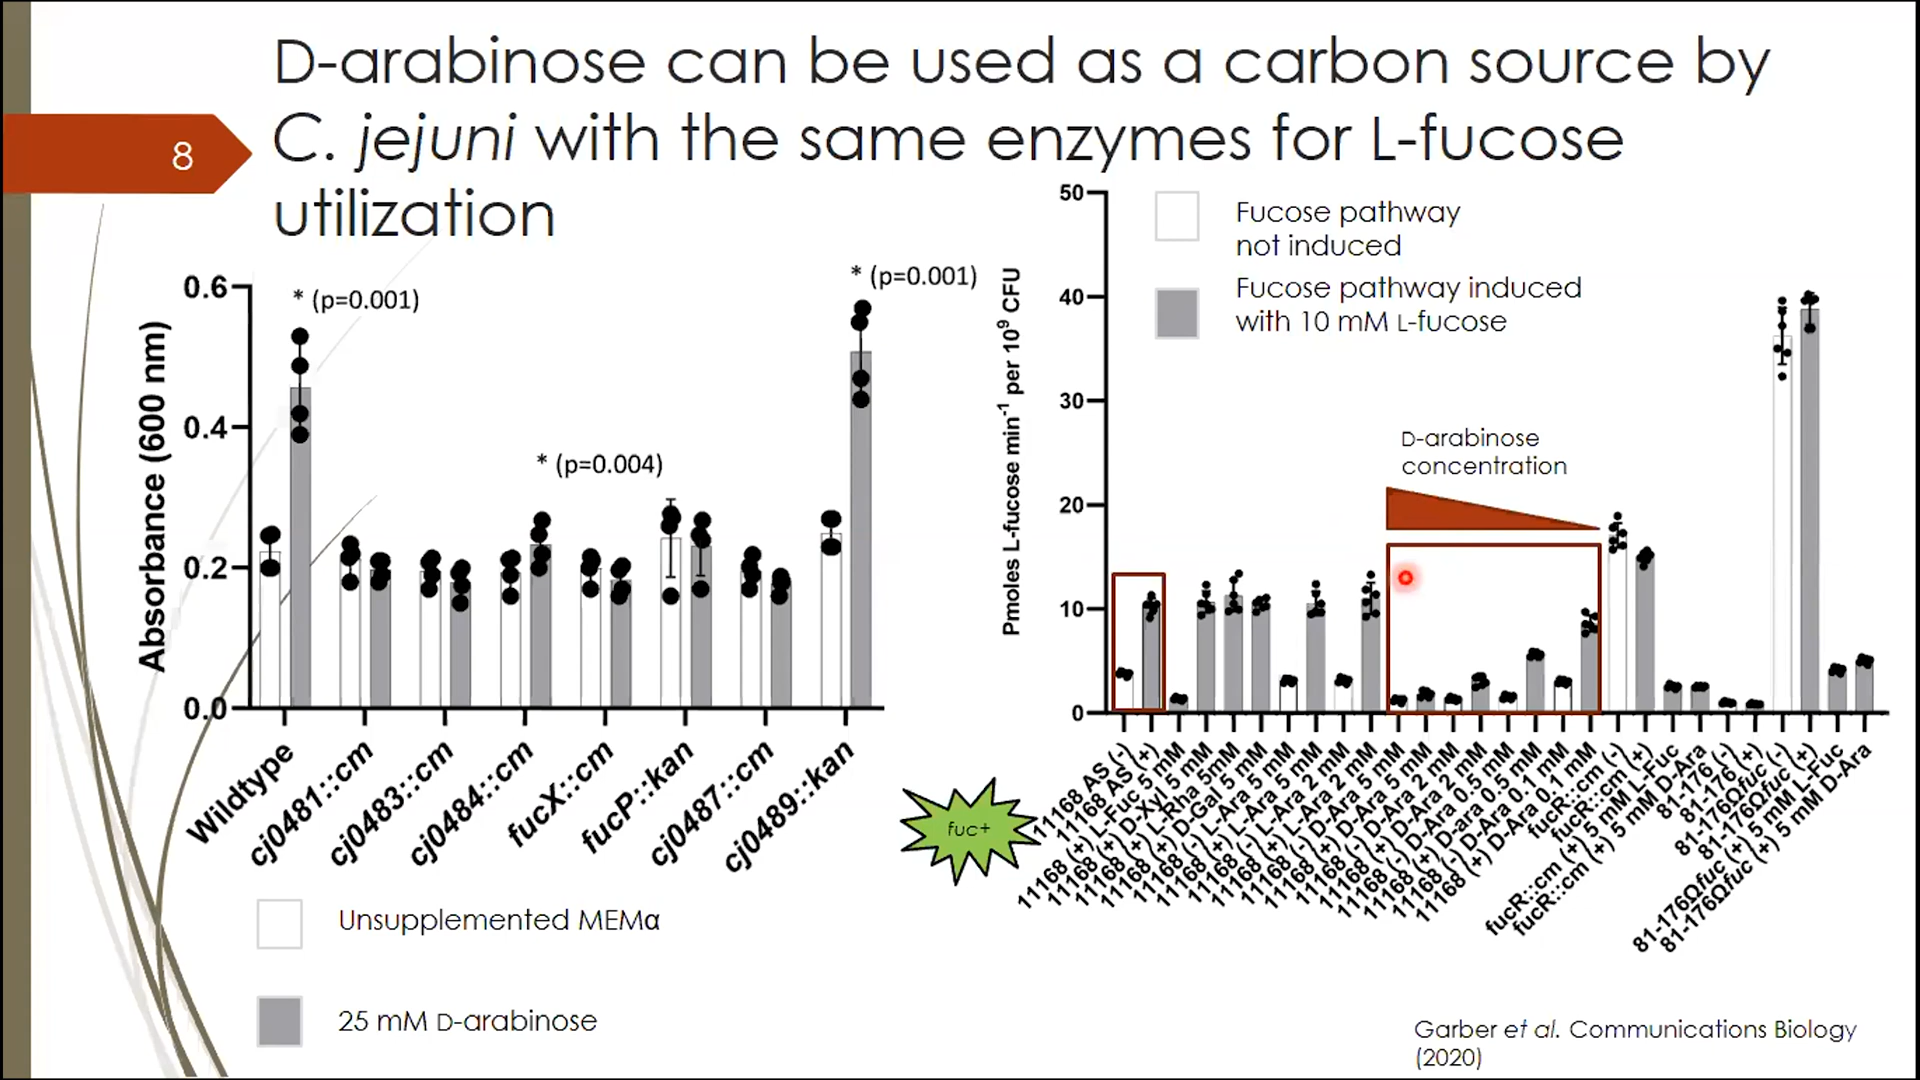 D-arabinose can be used as a carbon source by
C. jejuni with the same enzymes for L-fucose
utilization
8
0.6
0.4
0.2
0.0
Absorbance (600 nm)
* (p=0.001)
* (p=0.004)
* (p=0.001)
Wildtype
cj0481::cm
cj0483::cm
cj0484::cm
fucX::cm
fucP::kan
cj0487::cm
cj0489::kan
Unsupplemented MEMα
25 mM D-arabinose
fuc+
50
40
30
20
10
0
Pmoles L-fucose min-1 per 10⁹ CFU
Fucose pathway
not induced
Fucose pathway induced
with 10 mM L-fucose
D-arabinose
concentration
11168 AS (-)
11168 AS (+)
11168 (+) L-Fuc 5 mM
11168 (+) D-Xyl 5 mM
11168 (+) L-Rha 5mM
11168 (+) D-Gal 5 mM
11168 (-) L-Ara 5 mM
11168 (+) L-Ara 5 mM
11168 (-) L-Ara 2 mM
11168 (+) L-Ara 2 mM
11168 (-) D-Ara 5 mM
11168 (+) D-Ara 5 mM
11168 (-) D-Ara 2 mM
11168 (+) D-Ara 2 mM
11168 (-) D-Ara 0.5 mM
11168 (+) D-ara 0.5 mM
11168 (-) D-Ara 0.1 mM
11168 (+) D-Ara 0.1 mM
fucR::cm (-)
fucR::cm (+)
fucR::cm (+) 5 mM L-Fuc
fucR::cm (+) 5 mM D-Ara
81-176 (-)
81-176 (+)
81-176Ωfuc (-)
81-176Ωfuc (+)
81-176Ωfuc (+) 5 mM L-Fuc
81-176Ωfuc (+) 5 mM D-Ara
Garber et al. Communications Biology
(2020)